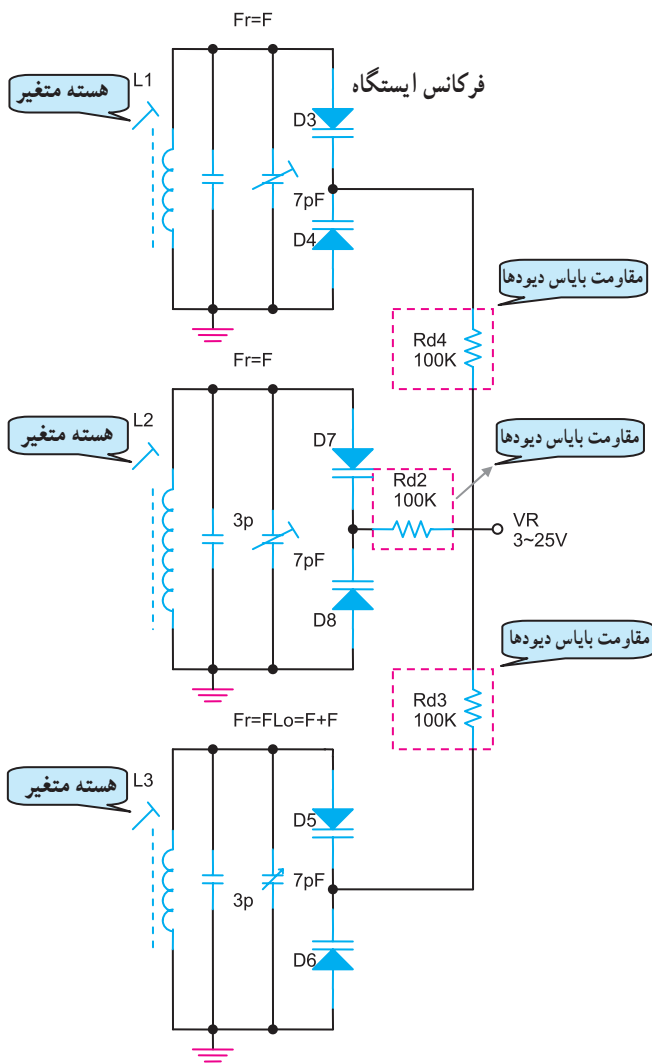 Fr=F
هسته متغیر
L1
فرکانس ایستگاه
D3
7pF
D4
مقاومت بایاس دیودها
Rd4
100K
Fr=F
هسته متغیر
L2
D7
مقاومت بایاس دیودها
Rd2
100K
3p
7pF
VR
3~25V
D8
مقاومت بایاس دیودها
Rd3
100K
Fr=FLo=F+F
هسته متغیر
L3
D5
3p
7pF
D6